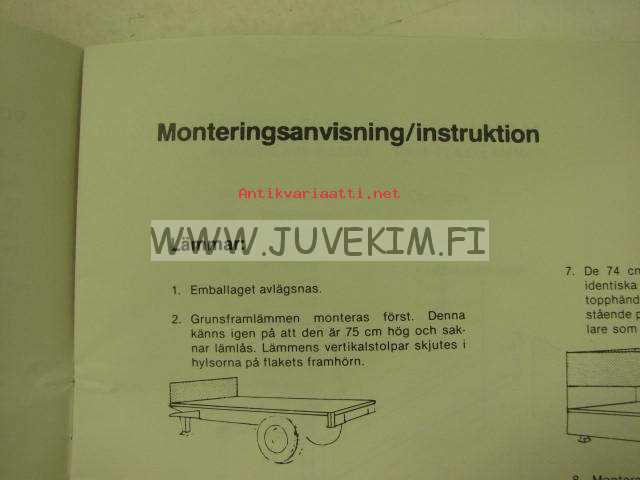 Monteringsanvisning/instruktion
Antikvariaatti.net
WWW.JUVEKIM.FI
Lämmar:
1. Emballaget avlägsnas.
2. Grunsframlämmen monteras först. Denna
känns igen på att den är 75 cm hög och sak-
nar lämlås. Lämmens vertikalstolpar skjutes i
hylsorna på flakets framhörn.
7. De 74 cm
identiska
topphänd
stående p
lare som